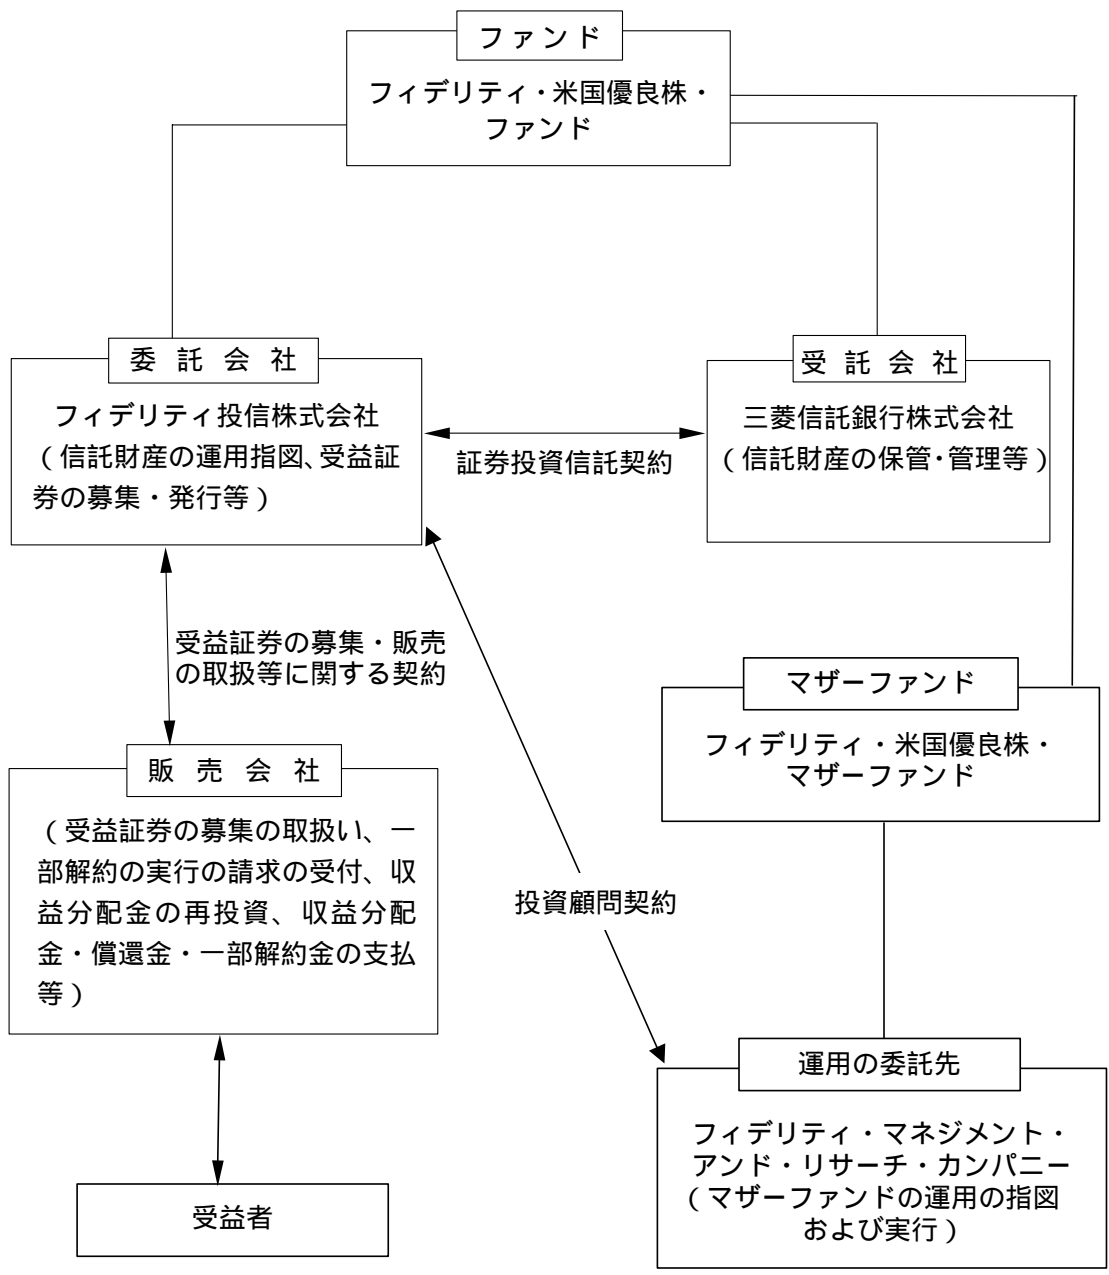 ファンド
フィデリティ・米国優良株・
ファンド
委託会社
フィデリティ投信株式会社
（信託財産の運用指図、受益証
券の募集・発行等）
証券投資信託契約
受託会社
三菱信託銀行株式会社
（信託財産の保管・管理等）
受益証券の募集・販売
の取扱等に関する契約
マザーファンド
フィデリティ・米国優良株・
マザーファンド
販売会社
（受益証券の募集の取扱い、一
部解約の実行の請求の受付、収
益分配金の再投資、収益分配
金・償還金・一部解約金の支払
等）
投資顧問契約
運用の委託先
フィデリティ・マネジメント・
アンド・リサーチ・カンパニー
（マザーファンドの運用の指図
および実行）
受益者